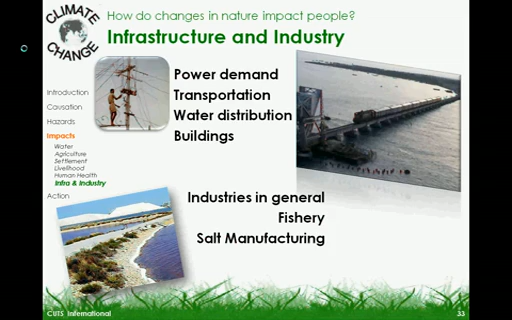 CLIMATE
CHANGE
How do changes in nature impact people?
Infrastructure and Industry
Power demand
Transportation
Water distribution
Buildings
Introduction
Causation
Hazards
Impacts
Water
Agriculture
Settlement
Livelihood
Human Health
Infra & Industry
Action
Industries in general
Fishery
Salt Manufacturing
CUTS International
33